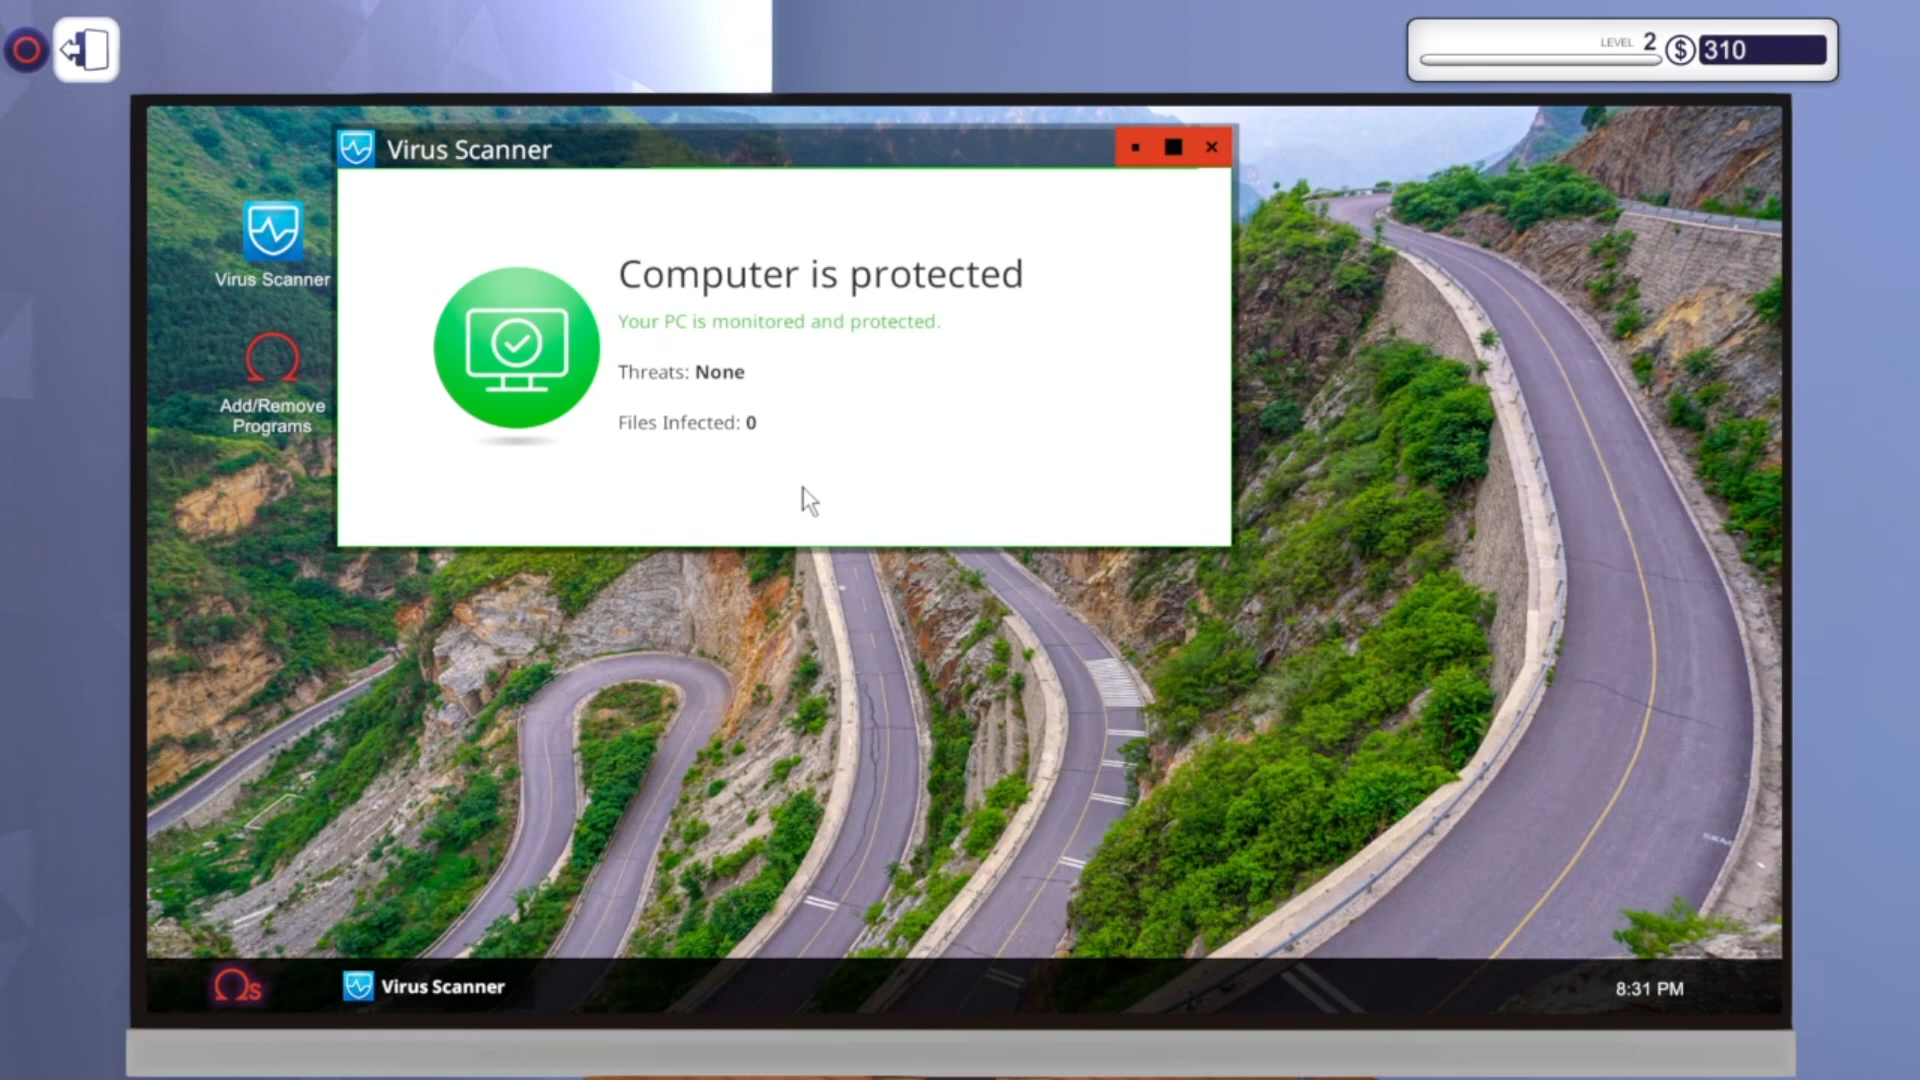 LEVEL 2 $ 310
Virus Scanner
Computer is protected
Your PC is monitored and protected.
Threats: None
Files Infected: 0
Virus Scanner
Add/Remove
Programs
Ωs
Virus Scanner
8:31 PM